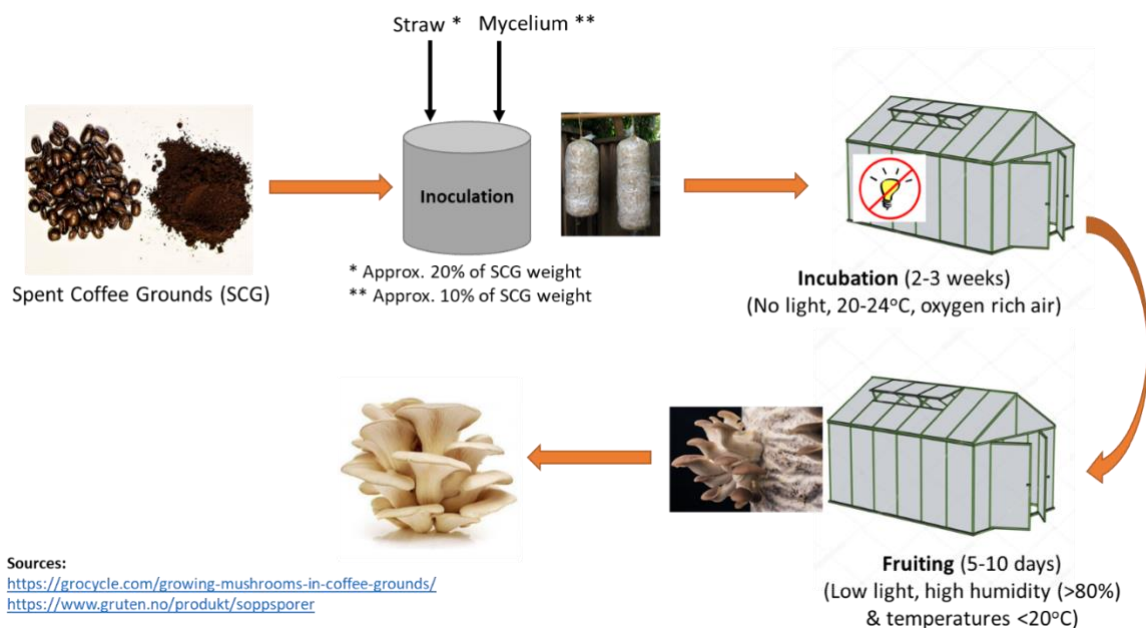 Straw * Mycelium **
Inoculation
* Approx. 20% of SCG weight
** Approx. 10% of SCG weight
Spent Coffee Grounds (SCG)
Incubation (2-3 weeks)
(No light, 20-24°C, oxygen rich air)
Fruiting (5-10 days)
(Low light, high humidity (>80%)
& temperatures <20°C)
Sources:
https://grocycle.com/growing-mushrooms-in-coffee-grounds/
https://www.gruten.no/produkt/soppsporer